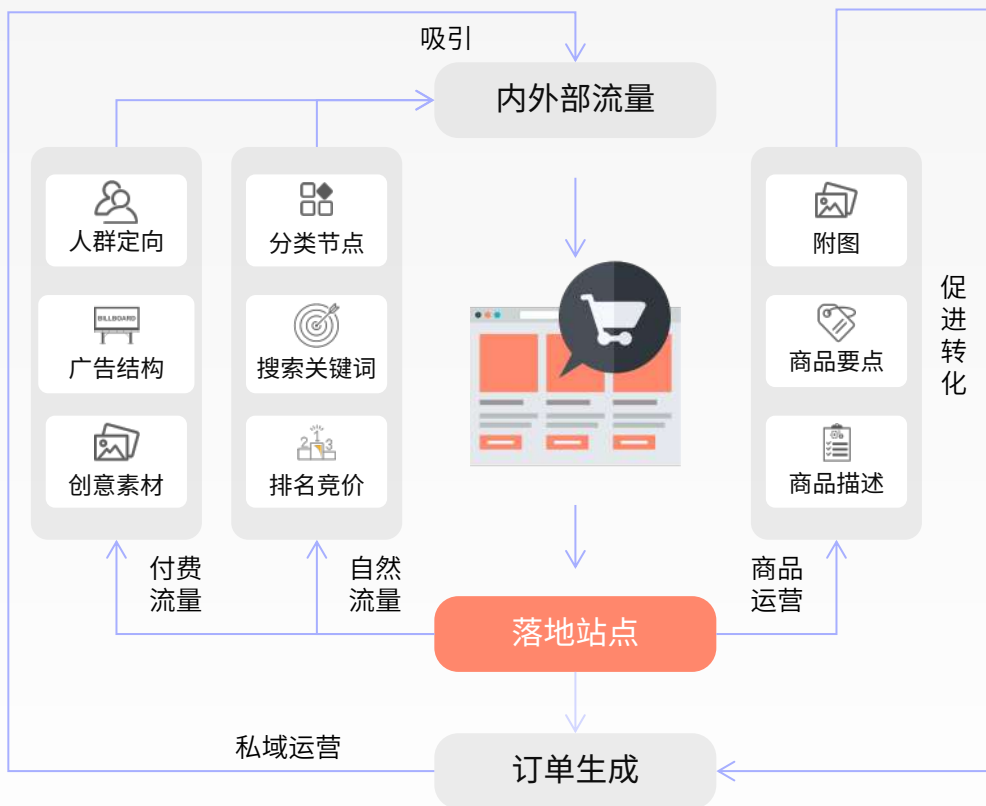 吸引
内外部流量
人群定向
BILLBOARD
广告结构
创意素材
分类节点
搜索关键词
2 1 3
排名竞价
附图
商品要点
商品描述
促
进
转
化
付费
流量
自然
流量
商品
运营
落地站点
私域运营
订单生成